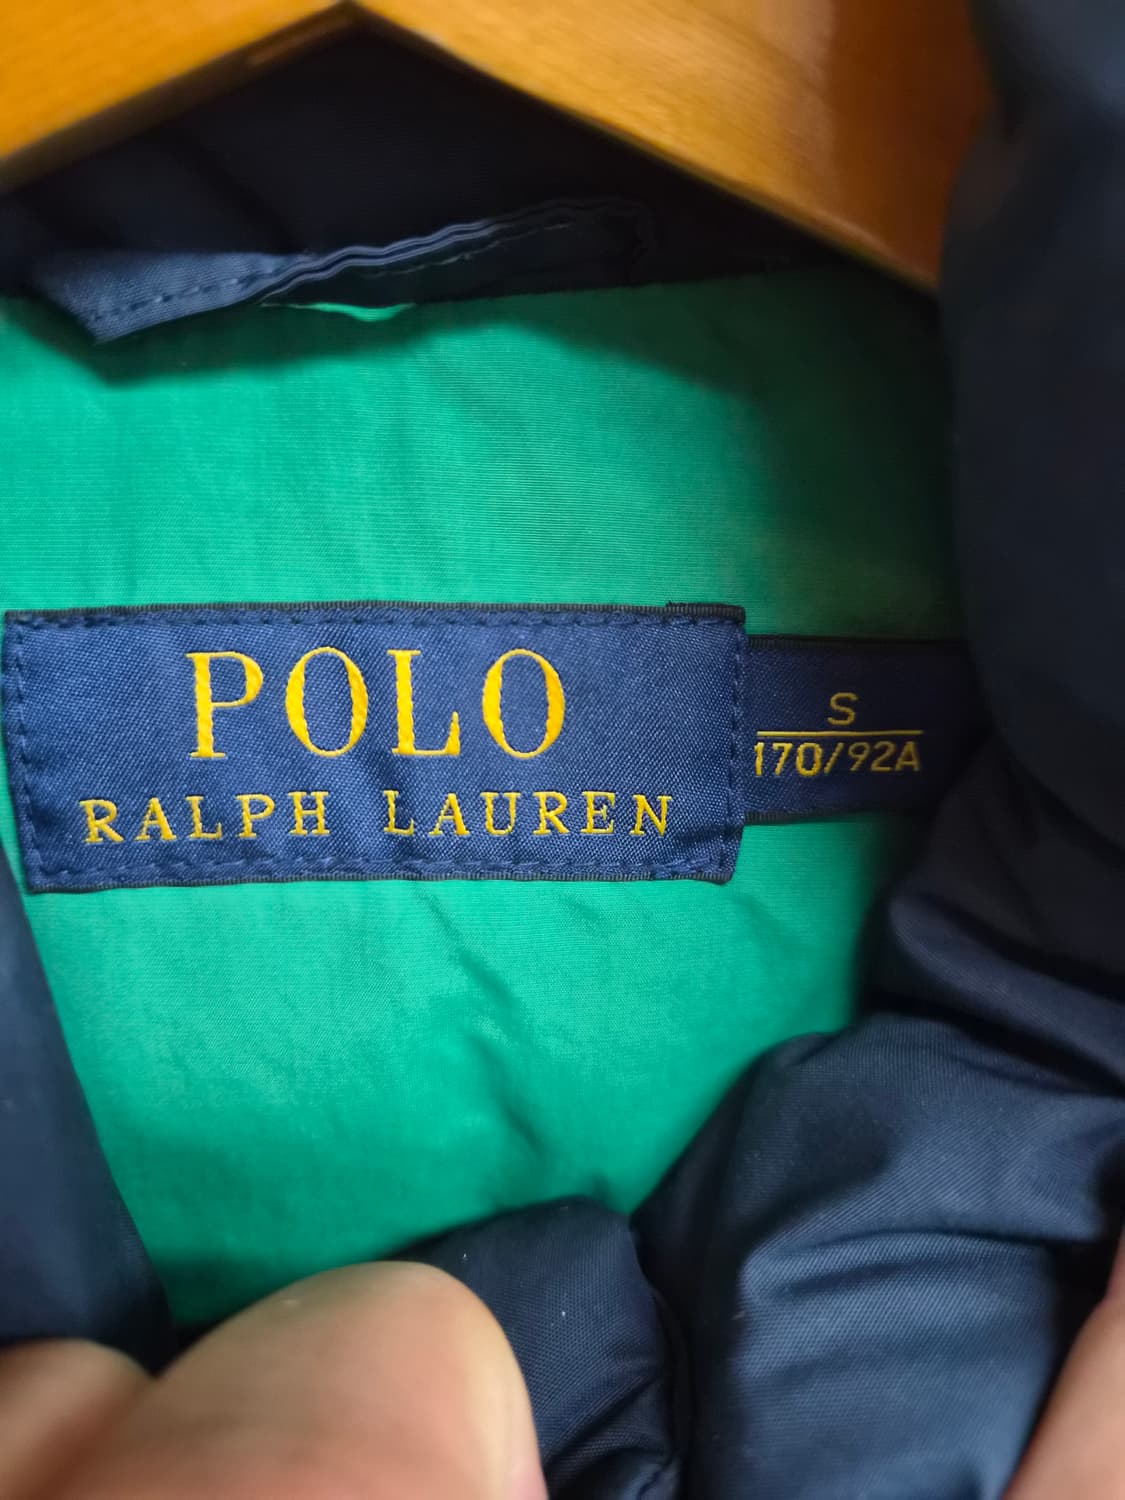 POLO
RALPH LAUREN
S
170/92A